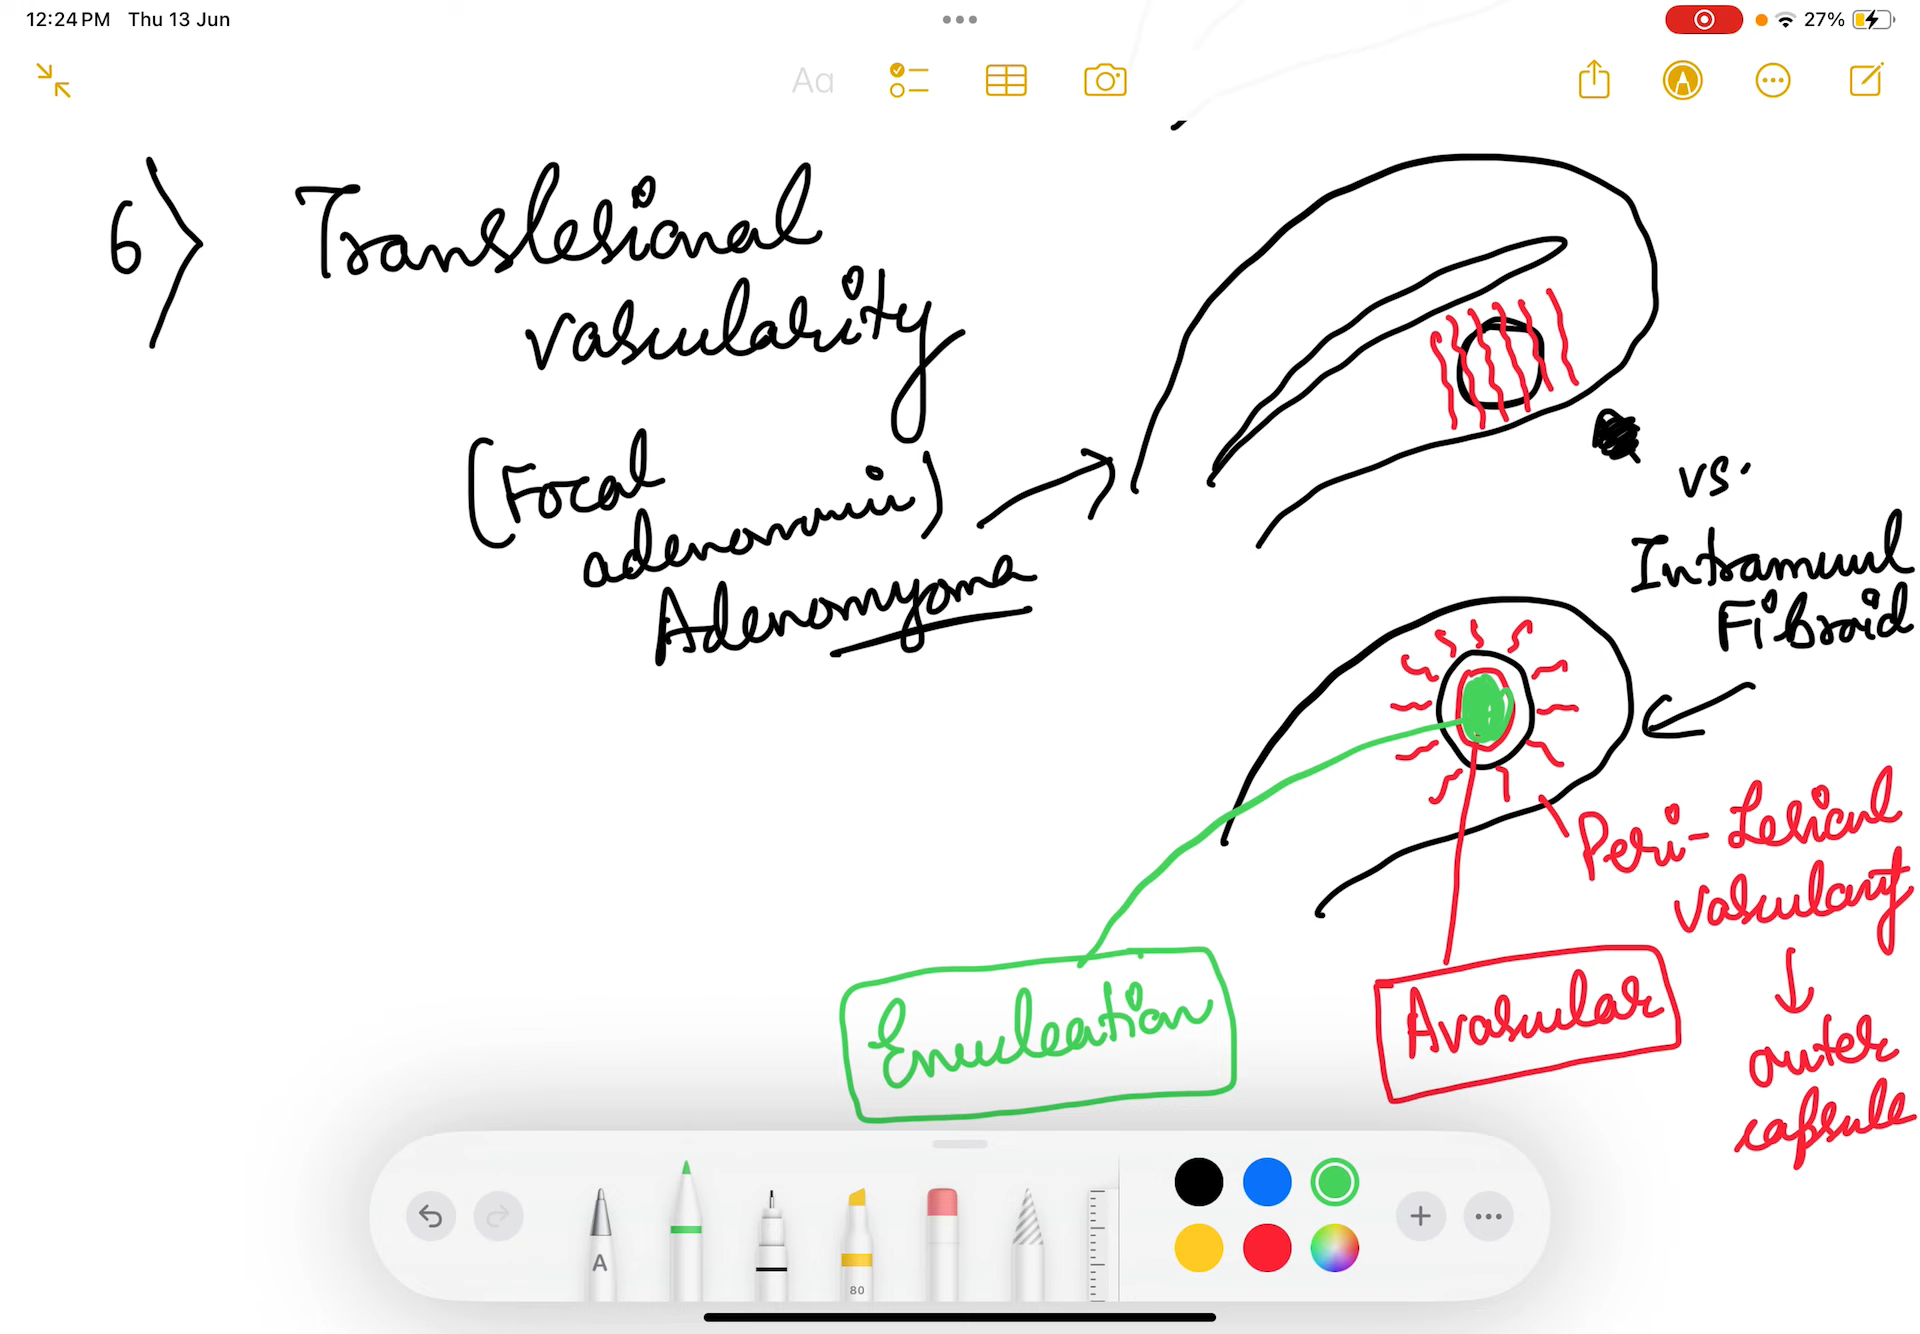 12:24 PM Thu 13 Jun
27%
Aa
6>
Translesional
vascularity
(Focal
adenomyosis)
Adenomyoma
vs.
Intramural
Fibroid
Peri-Lesional
vascularity
↓
outer
capsule
Enucleation
Avascular
A
80